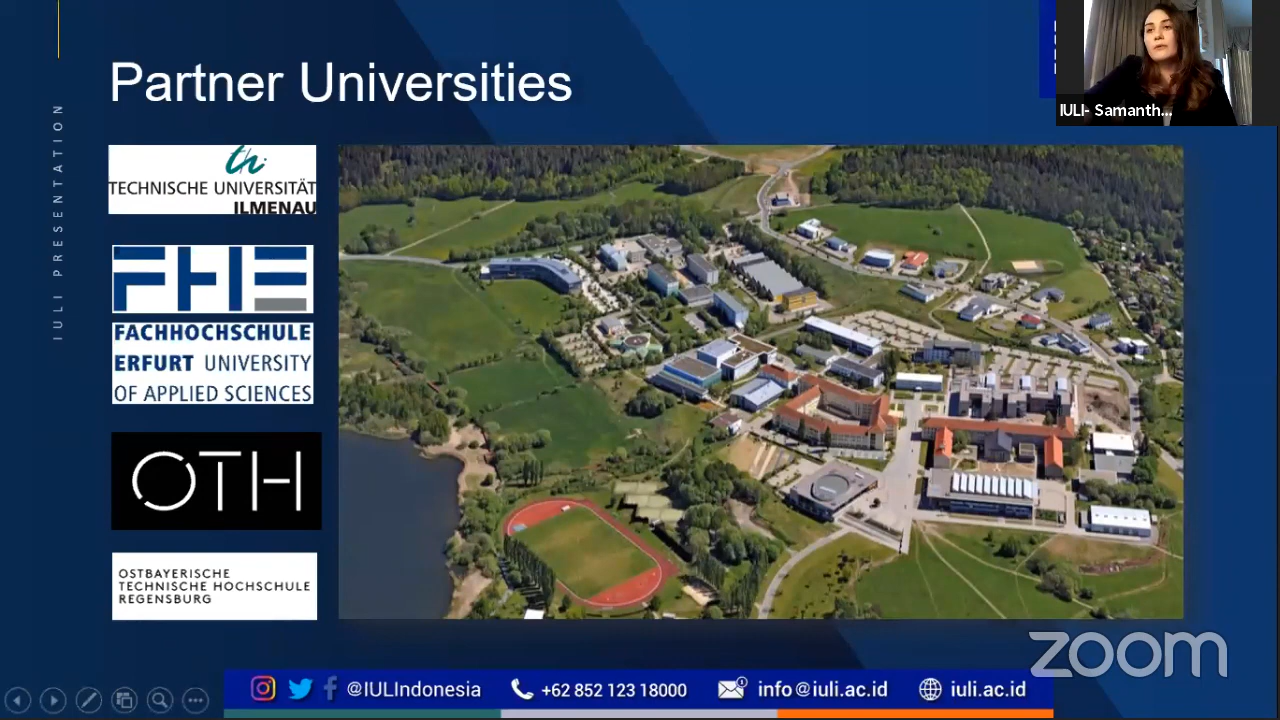 IULI PRESENTATION
Partner Universities
IULI- Samanth...
th
TECHNISCHE UNIVERSITÄT
ILMENAU
FHE
FACHHOCHSCHULE
ERFURT UNIVERSITY
OF APPLIED SCIENCES
OTH
OSTBAYERISCHE
TECHNISCHE HOCHSCHULE
REGENSBURG
zoom
@IULIndonesia
+62 852 123 18000
info@iuli.ac.id
iuli.ac.id